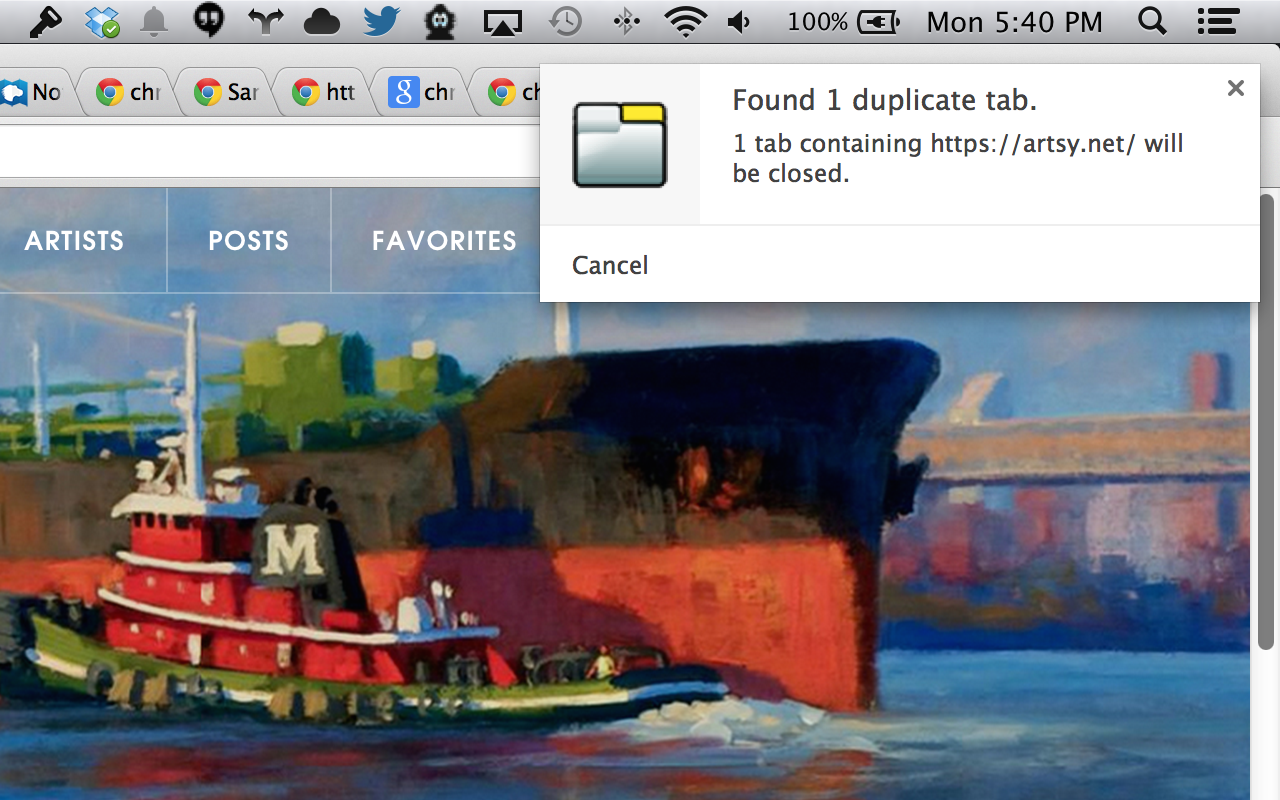 100%
Mon 5:40 PM
No
chr
Sar
htt
g
chr
ch
Found 1 duplicate tab.
1 tab containing https://artsy.net/ will
be closed.
Cancel
ARTISTS
POSTS
FAVORITES
M